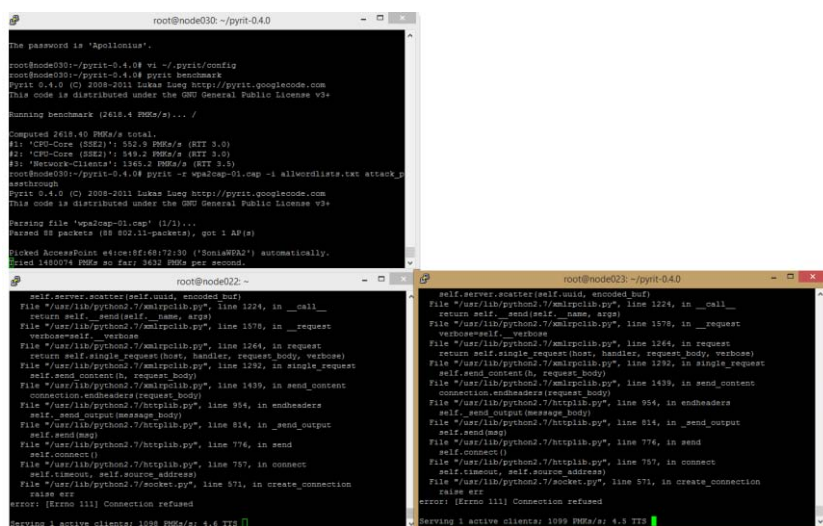 root@node030: ~/pyrit-0.4.0
The password is 'Apollonius'.
root@node030:~/pyrit-0.4.0# vi ~/.pyrit/config
root@node030:~/pyrit-0.4.0# pyrit benchmark
Pyrit 0.4.0 (C) 2008-2011 Lukas Lueg http://pyrit.googlecode.com
This code is distributed under the GNU General Public License v3+
Running benchmark (2618.4 PMKs/s)... /
Computed 2618.40 PMKs/s total.
#1: 'CPU-Core (SSE2)': 552.9 PMKs/s (RTT 3.0)
#2: 'CPU-Core (SSE2)': 549.2 PMKs/s (RTT 3.0)
#3: 'Network-Clients': 1365.2 PMKs/s (RTT 3.5)
root@node030:~/pyrit-0.4.0# pyrit -r wpa2cap-01.cap -i allwordlists.txt attack_p
assthrough
Pyrit 0.4.0 (C) 2008-2011 Lukas Lueg http://pyrit.googlecode.com
This code is distributed under the GNU General Public License v3+
Parsing file 'wpa2cap-01.cap' (1/1)...
Parsed 88 packets (88 802.11-packets), got 1 AP(s)
Picked AccessPoint e4:ce:8f:68:72:30 ('SoniaWPA2') automatically.
Tried 1480074 PMKs so far; 3632 PMKs per second.
root@node022: ~
self.server.scatter(self.uuid, encoded_buf)
File "/usr/lib/python2.7/xmlrpclib.py", line 1224, in __call__
return self.__send(self.__name, args)
File "/usr/lib/python2.7/xmlrpclib.py", line 1578, in __request
verbose=self.__verbose
File "/usr/lib/python2.7/xmlrpclib.py", line 1264, in request
return self.single_request(host, handler, request_body, verbose)
File "/usr/lib/python2.7/xmlrpclib.py", line 1292, in single_request
self.send_content(h, request_body)
File "/usr/lib/python2.7/xmlrpclib.py", line 1439, in send_content
connection.endheaders(request_body)
File "/usr/lib/python2.7/httplib.py", line 954, in endheaders
self._send_output(message_body)
File "/usr/lib/python2.7/httplib.py", line 814, in _send_output
self.send(msg)
File "/usr/lib/python2.7/httplib.py", line 776, in send
self.connect()
File "/usr/lib/python2.7/httplib.py", line 757, in connect
self.timeout, self.source_address)
File "/usr/lib/python2.7/socket.py", line 571, in create_connection
raise err
error: [Errno 111] Connection refused
Serving 1 active clients; 1098 PMKs/s; 4.6 TTS
root@node023: ~/pyrit-0.4.0
self.server.scatter(self.uuid, encoded_buf)
File "/usr/lib/python2.7/xmlrpclib.py", line 1224, in __call__
return self.__send(self.__name, args)
File "/usr/lib/python2.7/xmlrpclib.py", line 1578, in __request
verbose=self.__verbose
File "/usr/lib/python2.7/xmlrpclib.py", line 1264, in request
return self.single_request(host, handler, request_body, verbose)
File "/usr/lib/python2.7/xmlrpclib.py", line 1292, in single_request
self.send_content(h, request_body)
File "/usr/lib/python2.7/xmlrpclib.py", line 1439, in send_content
connection.endheaders(request_body)
File "/usr/lib/python2.7/httplib.py", line 954, in endheaders
self._send_output(message_body)
File "/usr/lib/python2.7/httplib.py", line 814, in _send_output
self.send(msg)
File "/usr/lib/python2.7/httplib.py", line 776, in send
self.connect()
File "/usr/lib/python2.7/httplib.py", line 757, in connect
self.timeout, self.source_address)
File "/usr/lib/python2.7/socket.py", line 571, in create_connection
raise err
error: [Errno 111] Connection refused
Serving 1 active clients; 1099 PMKs/s; 4.5 TTS